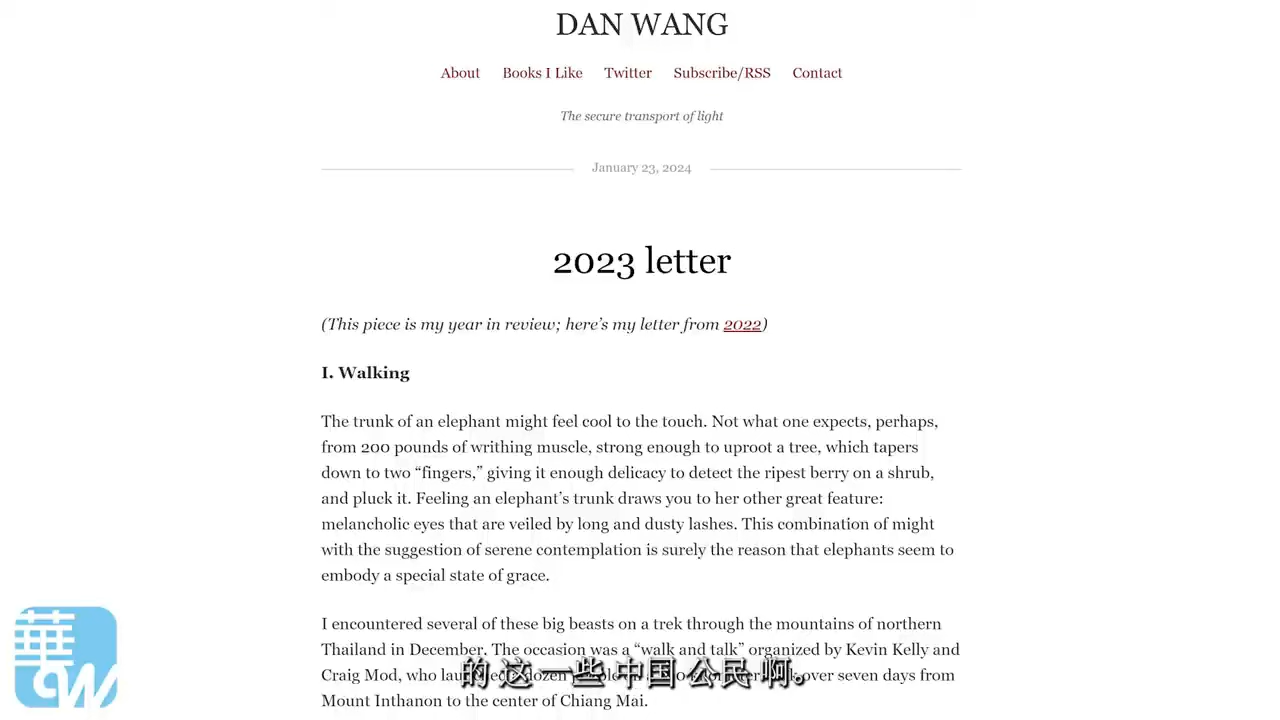 DAN WANG
About Books I Like Twitter Subscribe/RSS Contact
The secure transport of light
January 23, 2024
2023 letter
(This piece is my year in review; here’s my letter from 2022)
I. Walking
The trunk of an elephant might feel cool to the touch. Not what one expects, perhaps,
from 200 pounds of writhing muscle, strong enough to uproot a tree, which tapers
down to two “fingers,” giving it enough delicacy to detect the ripest berry on a shrub,
and pluck it. Feeling an elephant’s trunk draws you to her other great feature:
melancholic eyes that are veiled by long and dusty lashes. This combination of might
with the suggestion of serene contemplation is surely the reason that elephants seem to
embody a special state of grace.
I encountered several of these big beasts on a trek through the mountains of northern
Thailand in December. The occasion was a “walk and talk” organized by Kevin Kelly and
Craig Mod, who dozen over seven days from
的这一些中国公民啊.
Mount Inthanon to the center of Chiang Mai.
華
W